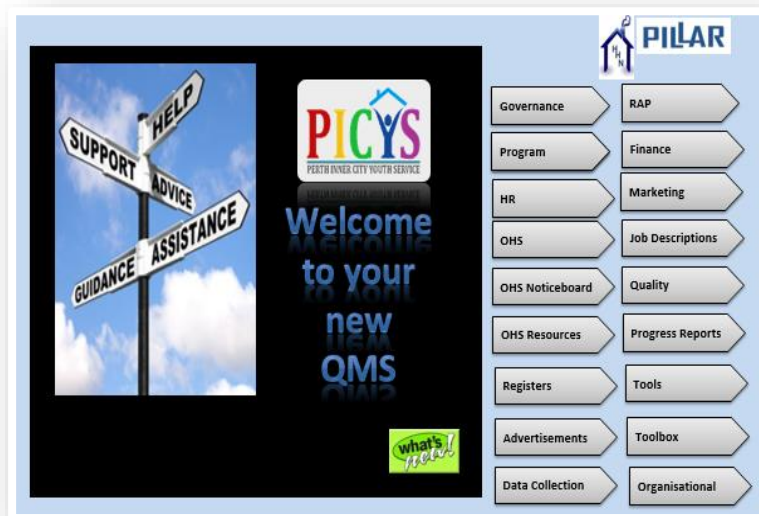 PILLAR
HHN
HELP
SUPPORT
ADVICE
ASSISTANCE
GUIDANCE
PICYS
PERTH INNER CITY YOUTH SERVICE
Welcome
to your
new
QMS
what's
new!
Governance
RAP
Program
Finance
HR
Marketing
OHS
Job Descriptions
OHS Noticeboard
Quality
OHS Resources
Progress Reports
Registers
Tools
Advertisements
Toolbox
Data Collection
Organisational